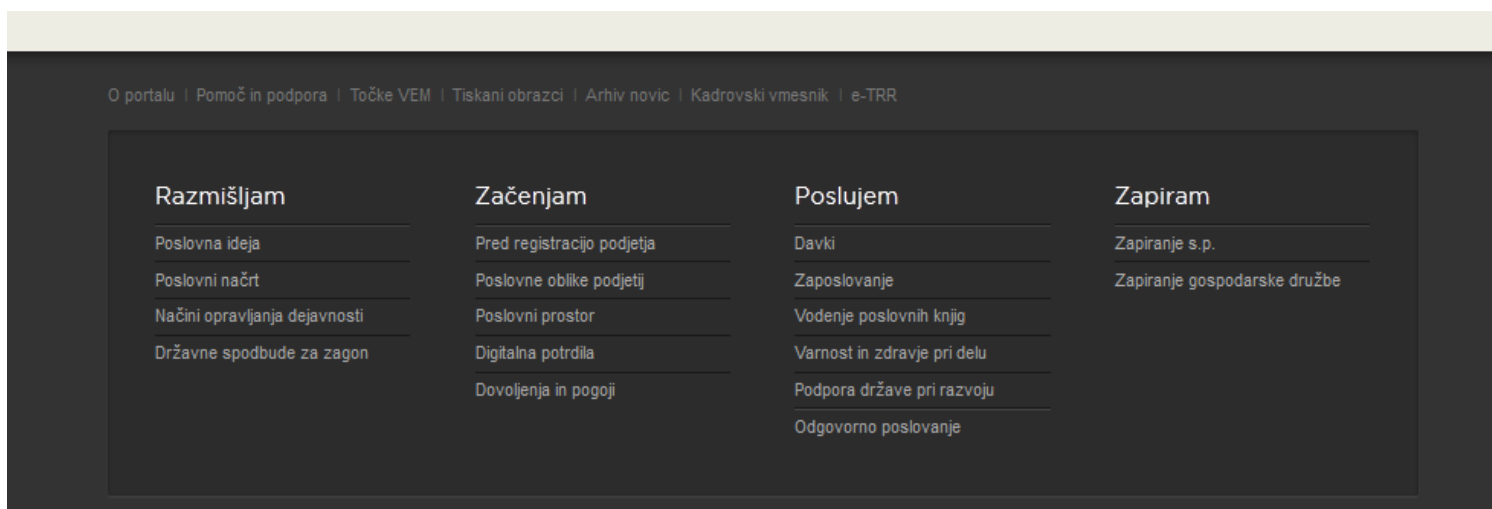 O portalu | Pomoč in podpora | Točke VEM | Tiskani obrazci | Arhiv novic | Kadrovski vmesnik | e-TRR
Razmišljam
Poslovna ideja
Poslovni načrt
Načini opravljanja dejavnosti
Državne spodbude za zagon
Začenjam
Pred registracijo podjetja
Poslovne oblike podjetij
Poslovni prostor
Digitalna potrdila
Dovoljenja in pogoji
Poslujem
Davki
Zaposlovanje
Vodenje poslovnih knjig
Varnost in zdravje pri delu
Podpora države pri razvoju
Odgovorno poslovanje
Zapiram
Zapiranje s.p.
Zapiranje gospodarske družbe